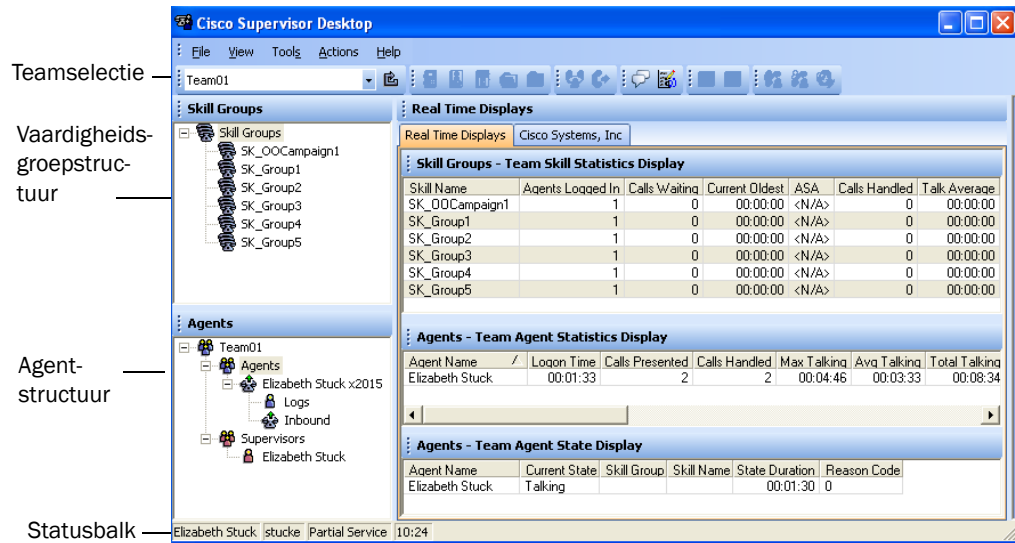 Cisco Supervisor Desktop
File View Tools Actions Help
Teamselectie
Team01
Skill Groups
Real Time Displays
Vaardigheids-
groepstruc-
tuur
Skill Groups
SK_OOCampaign1
SK_Group1
SK_Group2
SK_Group3
SK_Group4
SK_Group5
Real Time Displays Cisco Systems, Inc
Skill Groups - Team Skill Statistics Display
Skill Name Agents Logged In Calls Waiting Current Oldest ASA Calls Handled Talk Average
SK_OOCampaign1 1 0 00:00:00 <N/A> 0 00:00:00
SK_Group1 1 0 00:00:00 <N/A> 0 00:00:00
SK_Group2 1 0 00:00:00 <N/A> 0 00:00:00
SK_Group3 1 0 00:00:00 <N/A> 0 00:00:00
SK_Group4 1 0 00:00:00 <N/A> 0 00:00:00
SK_Group5 1 0 00:00:00 <N/A> 0 00:00:00
Agents
Agent-
structuur
Team01
Agents
Elizabeth Stuck x2015
Logs
Inbound
Supervisors
Elizabeth Stuck
Agents - Team Agent Statistics Display
Agent Name / Logon Time Calls Presented Calls Handled Max Talking Avg Talking Total Talking
Elizabeth Stuck 00:01:33 2 2 00:04:46 00:03:33 00:08:34
Agents - Team Agent State Display
Agent Name Current State Skill Group Skill Name State Duration Reason Code
Elizabeth Stuck Talking 00:01:30 0
Statusbalk
Elizabeth Stuck stucke Partial Service 10:24